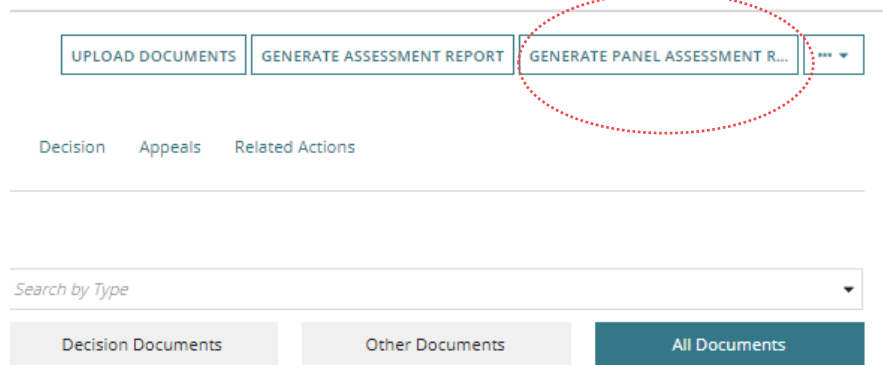 UPLOAD DOCUMENTS GENERATE ASSESSMENT REPORT GENERATE PANEL ASSESSMENT R... ...
Decision Appeals Related Actions
Search by Type
Decision Documents Other Documents All Documents